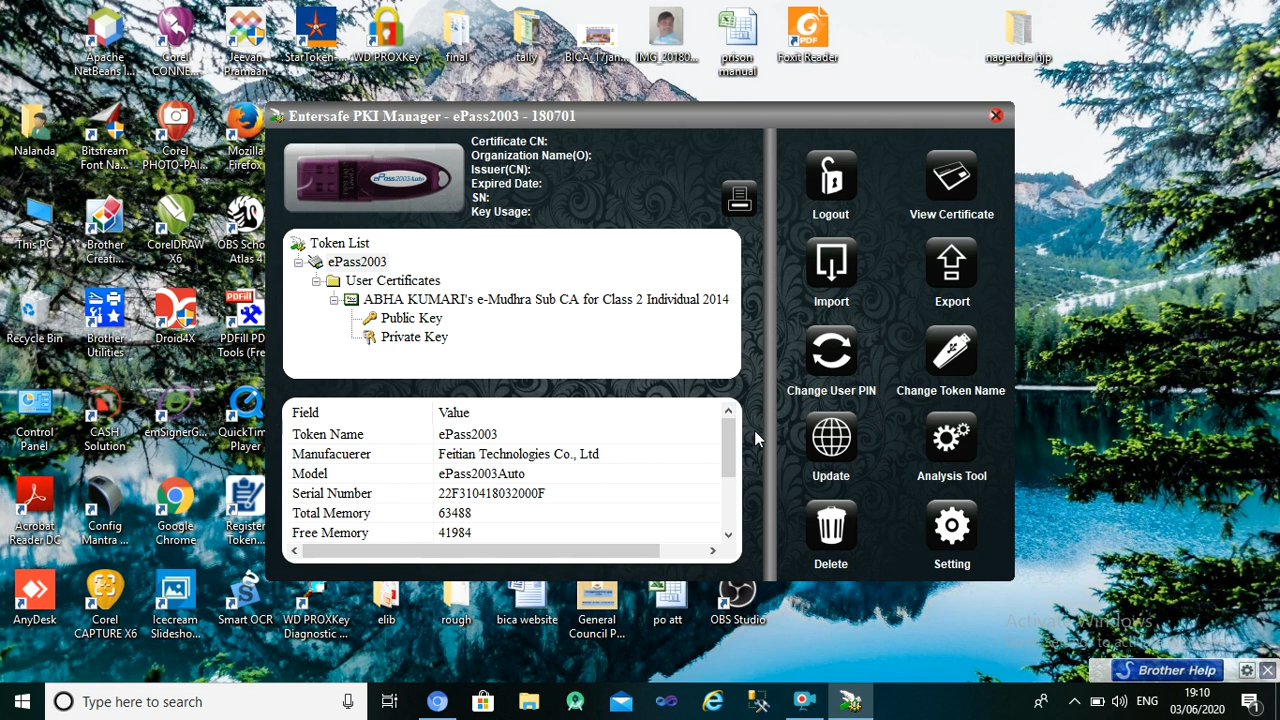 Apache
NetBeans I...
Corel
CONNE...
Jeevan
Pramaan
StarToken-...
WD PROXKey
final
tally
BICA_17jan...
IMG_20180...
prison
manual
Foxit Reader
nagendra hjp
Entersafe PKI Manager - ePass2003 - 180701
Nalanda
Bitstream
Font Na...
Corel
PHOTO-PAI...
Mozilla
Firefox
Certificate CN:
Organization Name(O):
Issuer(CN):
Expired Date:
SN:
Key Usage:
ePass2003Auto
Logout
View Certificate
Token List
ePass2003
User Certificates
ABHA KUMARI's e-Mudhra Sub CA for Class 2 Individual 2014
Public Key
Private Key
This PC
Brother
Creati...
CorelDRAW
X6
OBS Scho
Atlas 4
Import
Export
Recycle Bin
Brother
Utilities
Droid4X
PDFill
PDFill PD
Tools (Fre
Change User PIN
Change Token Name
Field
Value
Token Name
ePass2003
Manufacuerer
Feitian Technologies Co., Ltd
Model
ePass2003Auto
Serial Number
22F310418032000F
Total Memory
63488
Free Memory
41984
Control
Panel
CASH
Solution
emSignerG...
QuickTim
Player
Update
Analysis Tool
Acrobat
Reader DC
Config
Mantra ...
Google
Chrome
Register
Token...
Delete
Setting
AnyDesk
Corel
CAPTURE X6
Icecream
Slidesho...
Smart OCR
WD PROXKey
Diagnostic ...
elib
rough
bica website
General
Council P...
po att
OBS Studio
Activate Windows
Brother Help
Type here to search
ENG
19:10
03/06/2020
1